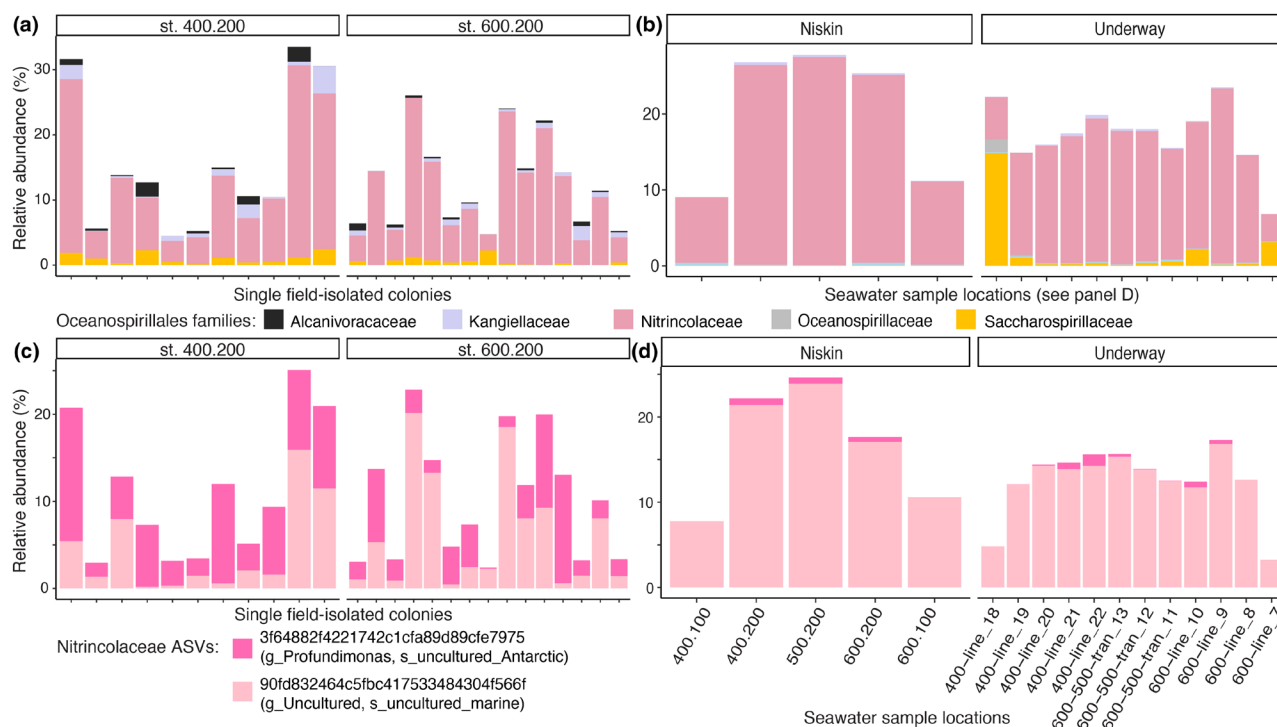 (a)
st. 400.200
st. 600.200
Relative abundance (%)
30
20
10
0
Single field-isolated colonies
(b)
Niskin
Underway
20
10
0
Seawater sample locations (see panel D)
Oceanospirillales families:
Alcanivoracaceae
Kangiellaceae
Nitrincolaceae
Oceanospirillaceae
Saccharospirillaceae
(c)
st. 400.200
st. 600.200
Relative abundance (%)
20
10
0
Single field-isolated colonies
Nitrincolaceae ASVs:
3f64882f4221742c1cfa89d89cfe7975
(g_Profundimonas, s_uncultured_Antarctic)
90fd832464c5fbc417533484304f566f
(g_Uncultured, s_uncultured_marine)
(d)
Niskin
Underway
20
10
0
400.100
400.200
500.200
600.200
600.100
400−line_18
400−line_19
400−line_20
400−line_21
400−line_22
600−500−tran_13
600−500−tran_12
600−500−tran_11
600−line_10
600−line_9
600−line_8
600−line_7
Seawater sample locations